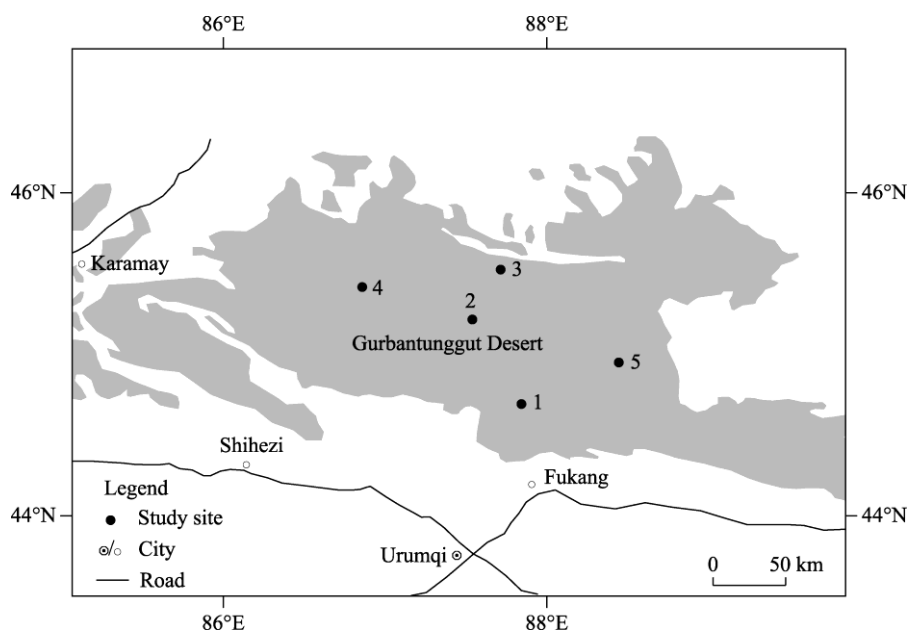 86°E 88°E
46°N 46°N
Karamay
3
4
2
Gurbantunggut Desert
5
1
Shihezi
Fukang
Legend
44°N 44°N
Study site
City
Urumqi
Road
0 50 km
86°E 88°E